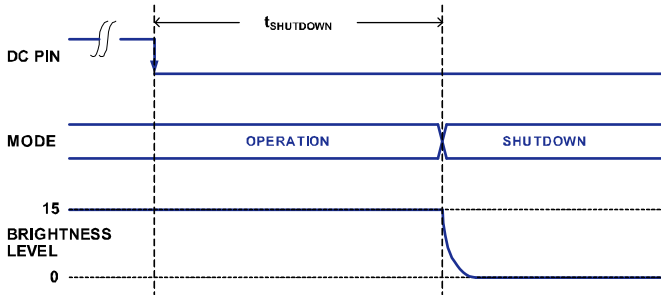 tSHUTDOWN
DC PIN
MODE
OPERATION
SHUTDOWN
15
BRIGHTNESS
LEVEL
0